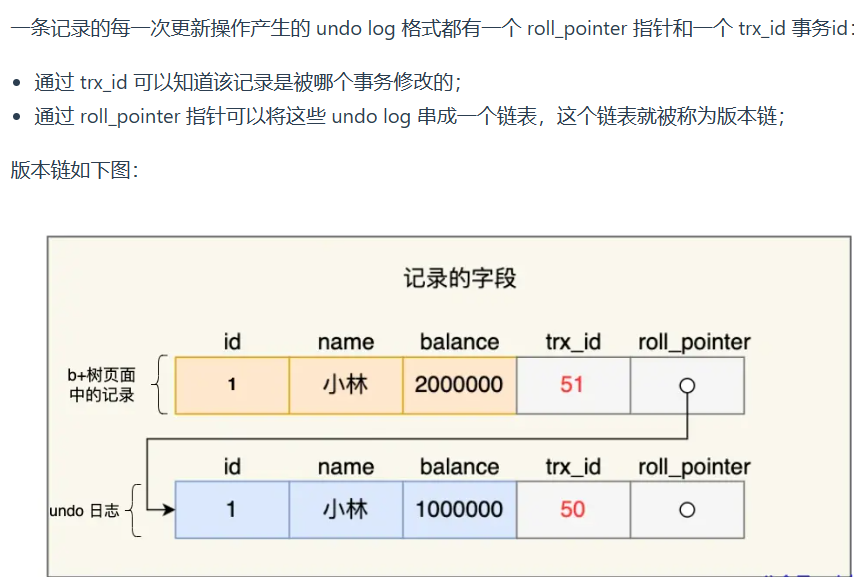 一条记录的每一次更新操作产生的 undo log 格式都有一个 roll_pointer 指针和一个 trx_id 事务id：
通过 trx_id 可以知道该记录是被哪个事务修改的；
通过 roll_pointer 指针可以将这些 undo log 串成一个链表，这个链表就被称为版本链；
版本链如下图：
记录的字段
id name balance trx_id roll_pointer
b+树页面
中的记录
1 小林 2000000 51
id name balance trx_id roll_pointer
undo 日志
1 小林 1000000 50